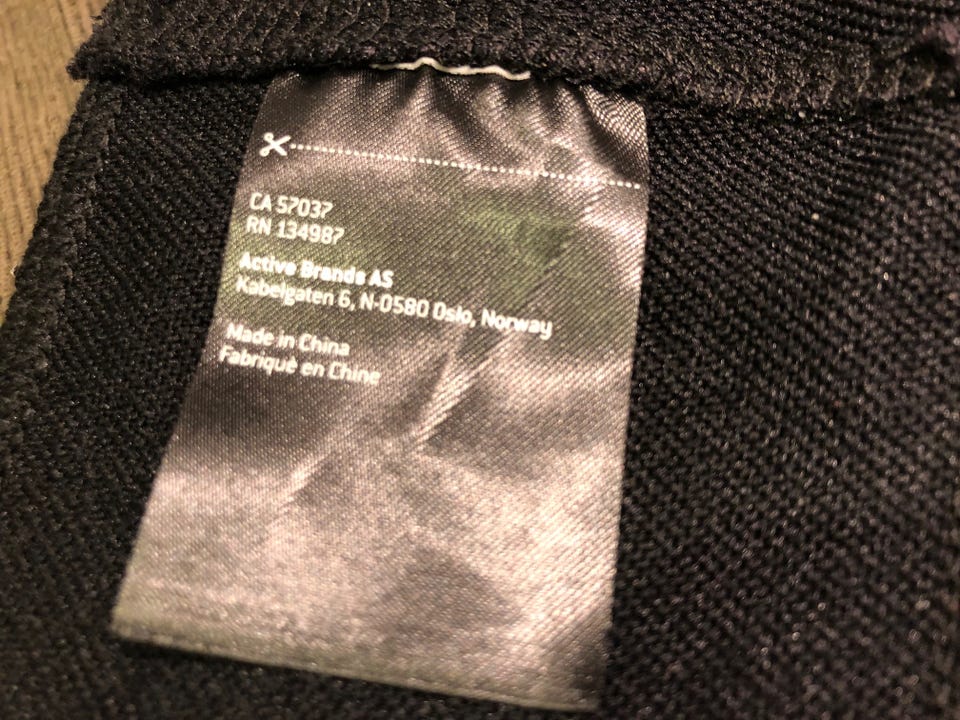 CA 57037
RN 134987
Active Brands AS
Kabelgaten 6, N-0580 Oslo, Norway
Made in China
Fabriqué en Chine